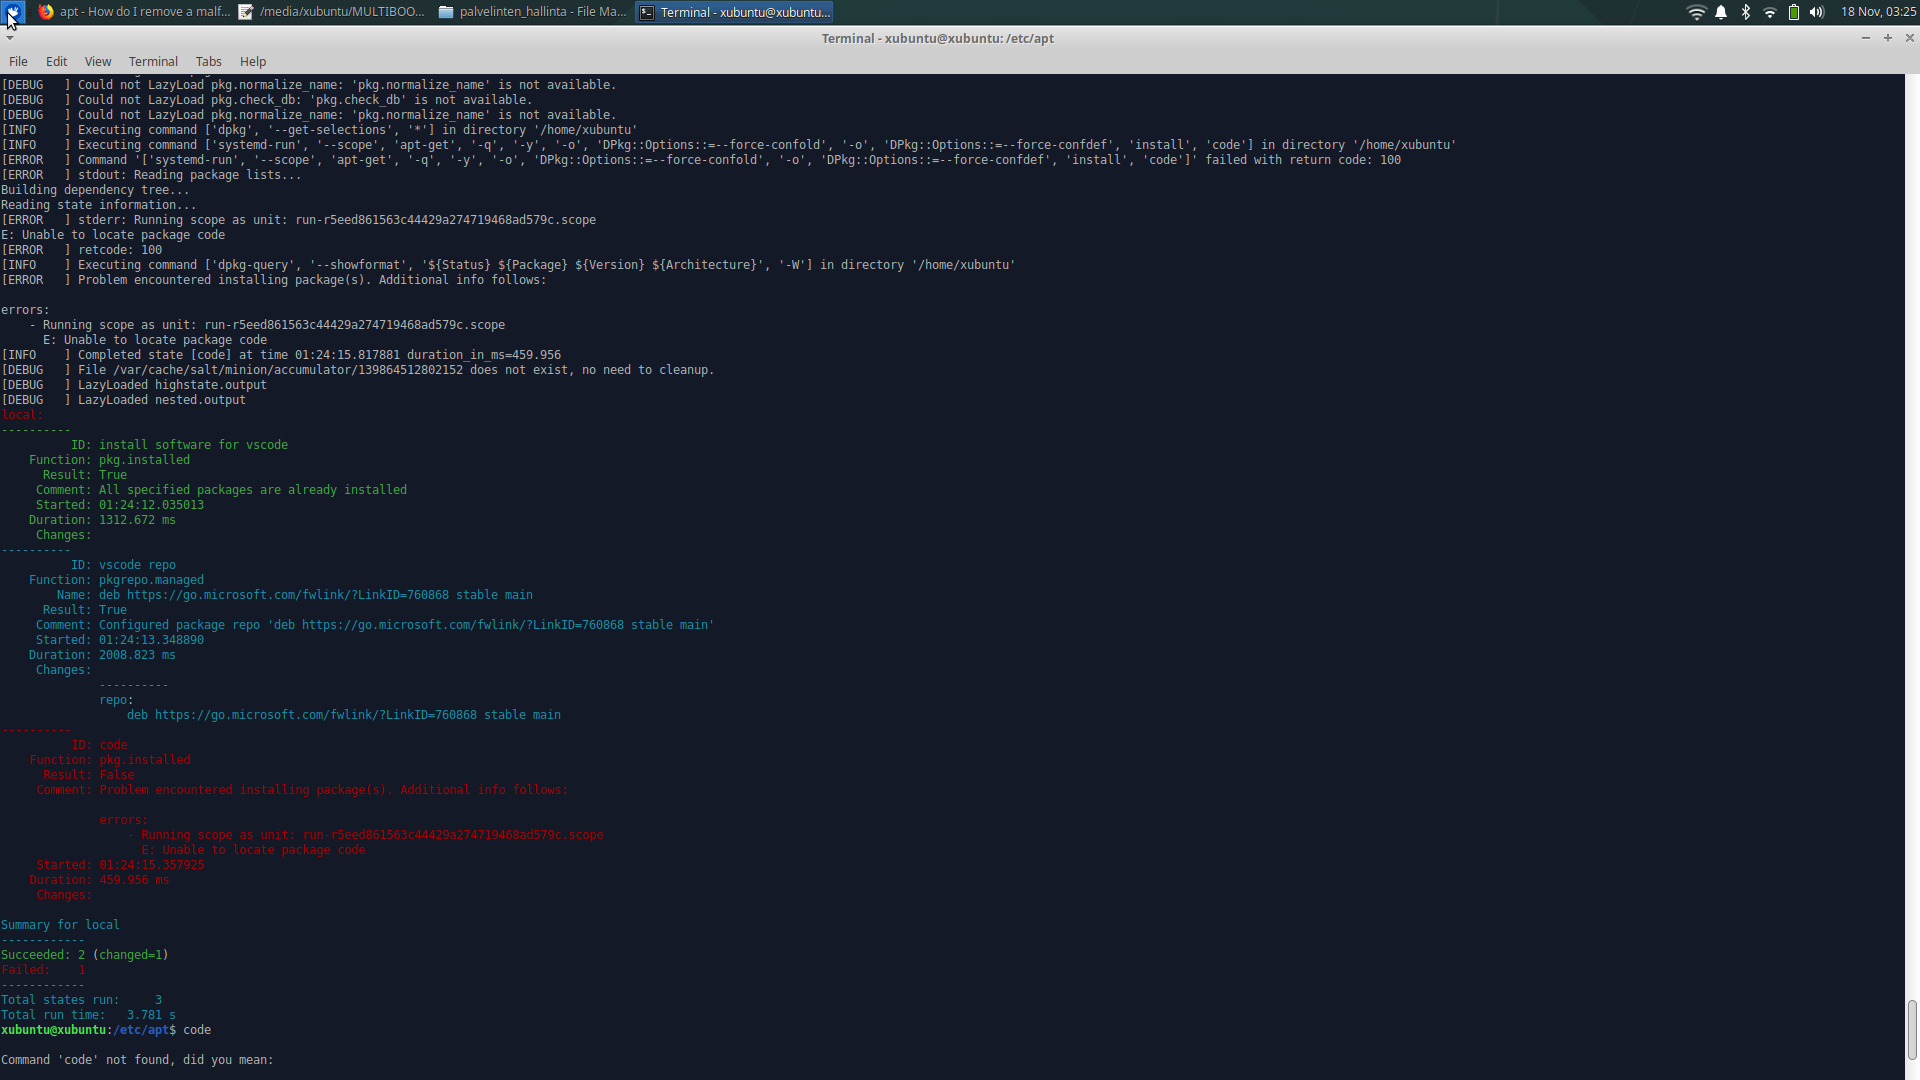 apt - How do I remove a malf... /media/xubuntu/MULTIBOO... palvelinten_hallinta - File Ma... Terminal - xubuntu@xubuntu:... 18 Nov, 03:25
Terminal - xubuntu@xubuntu: /etc/apt
File Edit View Terminal Tabs Help
[DEBUG   ] Could not LazyLoad pkg.normalize_name: 'pkg.normalize_name' is not available.
[DEBUG   ] Could not LazyLoad pkg.check_db: 'pkg.check_db' is not available.
[DEBUG   ] Could not LazyLoad pkg.normalize_name: 'pkg.normalize_name' is not available.
[INFO    ] Executing command ['dpkg', '--get-selections', '*'] in directory '/home/xubuntu'
[INFO    ] Executing command ['systemd-run', '--scope', 'apt-get', '-q', '-y', '-o', 'DPkg::Options::=--force-confold', '-o', 'DPkg::Options::=--force-confdef', 'install', 'code'] in directory '/home/xubuntu'
[ERROR   ] Command '['systemd-run', '--scope', 'apt-get', '-q', '-y', '-o', 'DPkg::Options::=--force-confold', '-o', 'DPkg::Options::=--force-confdef', 'install', 'code']' failed with return code: 100
[ERROR   ] stdout: Reading package lists...
Building dependency tree...
Reading state information...
[ERROR   ] stderr: Running scope as unit: run-r5eed861563c44429a274719468ad579c.scope
E: Unable to locate package code
[ERROR   ] retcode: 100
[INFO    ] Executing command ['dpkg-query', '--showformat', '${Status} ${Package} ${Version} ${Architecture}', '-W'] in directory '/home/xubuntu'
[ERROR   ] Problem encountered installing package(s). Additional info follows:
errors:
    - Running scope as unit: run-r5eed861563c44429a274719468ad579c.scope
      E: Unable to locate package code
[INFO    ] Completed state [code] at time 01:24:15.817881 duration_in_ms=459.956
[DEBUG   ] File /var/cache/salt/minion/accumulator/139864512802152 does not exist, no need to cleanup.
[DEBUG   ] LazyLoaded highstate.output
[DEBUG   ] LazyLoaded nested.output
local:
----------
          ID: install software for vscode
    Function: pkg.installed
      Result: True
     Comment: All specified packages are already installed
     Started: 01:24:12.035013
    Duration: 1312.672 ms
     Changes:
----------
          ID: vscode repo
    Function: pkgrepo.managed
        Name: deb https://go.microsoft.com/fwlink/?LinkID=760868 stable main
      Result: True
     Comment: Configured package repo 'deb https://go.microsoft.com/fwlink/?LinkID=760868 stable main'
     Started: 01:24:13.348890
    Duration: 2008.823 ms
     Changes:
              ----------
              repo:
                  deb https://go.microsoft.com/fwlink/?LinkID=760868 stable main
----------
          ID: code
    Function: pkg.installed
      Result: False
     Comment: Problem encountered installing package(s). Additional info follows:
              errors:
                  - Running scope as unit: run-r5eed861563c44429a274719468ad579c.scope
                    E: Unable to locate package code
     Started: 01:24:15.357925
    Duration: 459.956 ms
     Changes:
Summary for local
------------
Succeeded: 2 (changed=1)
Failed:    1
------------
Total states run:     3
Total run time:   3.781 s
xubuntu@xubuntu:/etc/apt$ code
Command 'code' not found, did you mean: